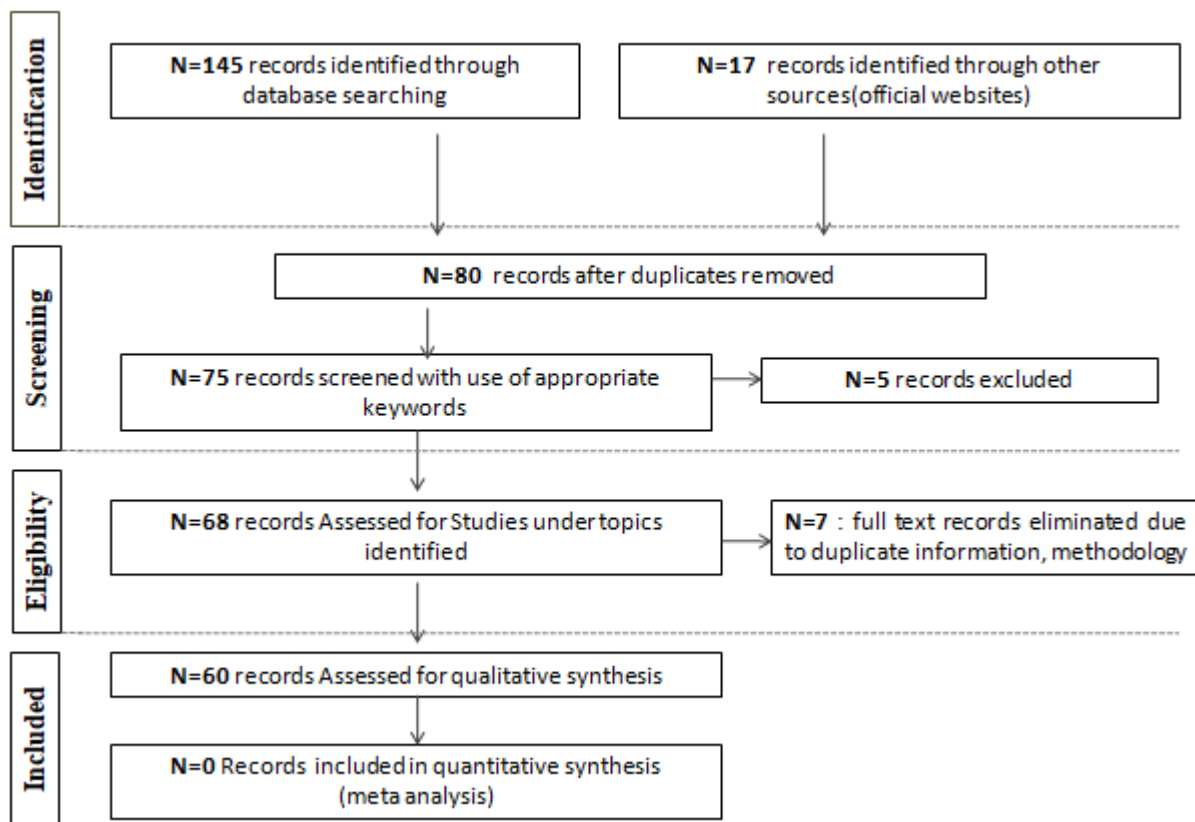 Identification
N=145 records identified through
database searching
N=17 records identified through other
sources(official websites)
Screening
N=80 records after duplicates removed
N=75 records screened with use of appropriate
keywords
N=5 records excluded
Eligibility
N=68 records Assessed for Studies under topics
identified
N=7 : full text records eliminated due
to duplicate information, methodology
Included
N=60 records Assessed for qualitative synthesis
N=0 Records included in quantitative synthesis
(meta analysis)